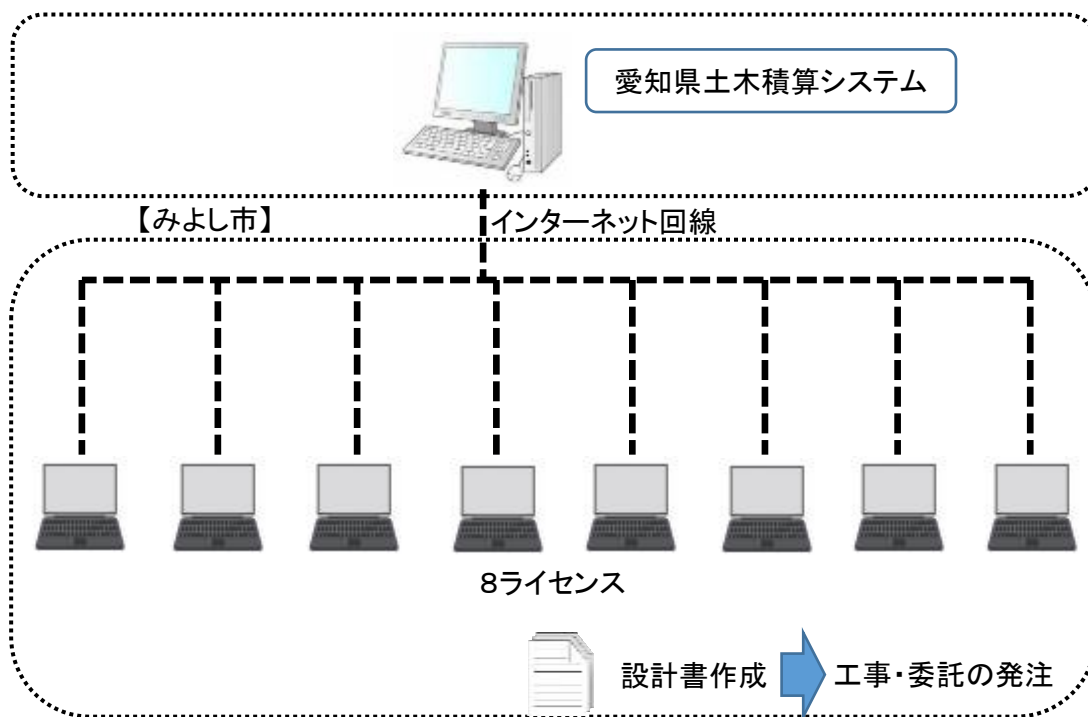 愛知県土木積算システム
【みよし市】
インターネット回線
８ライセンス
設計書作成
工事・委託の発注